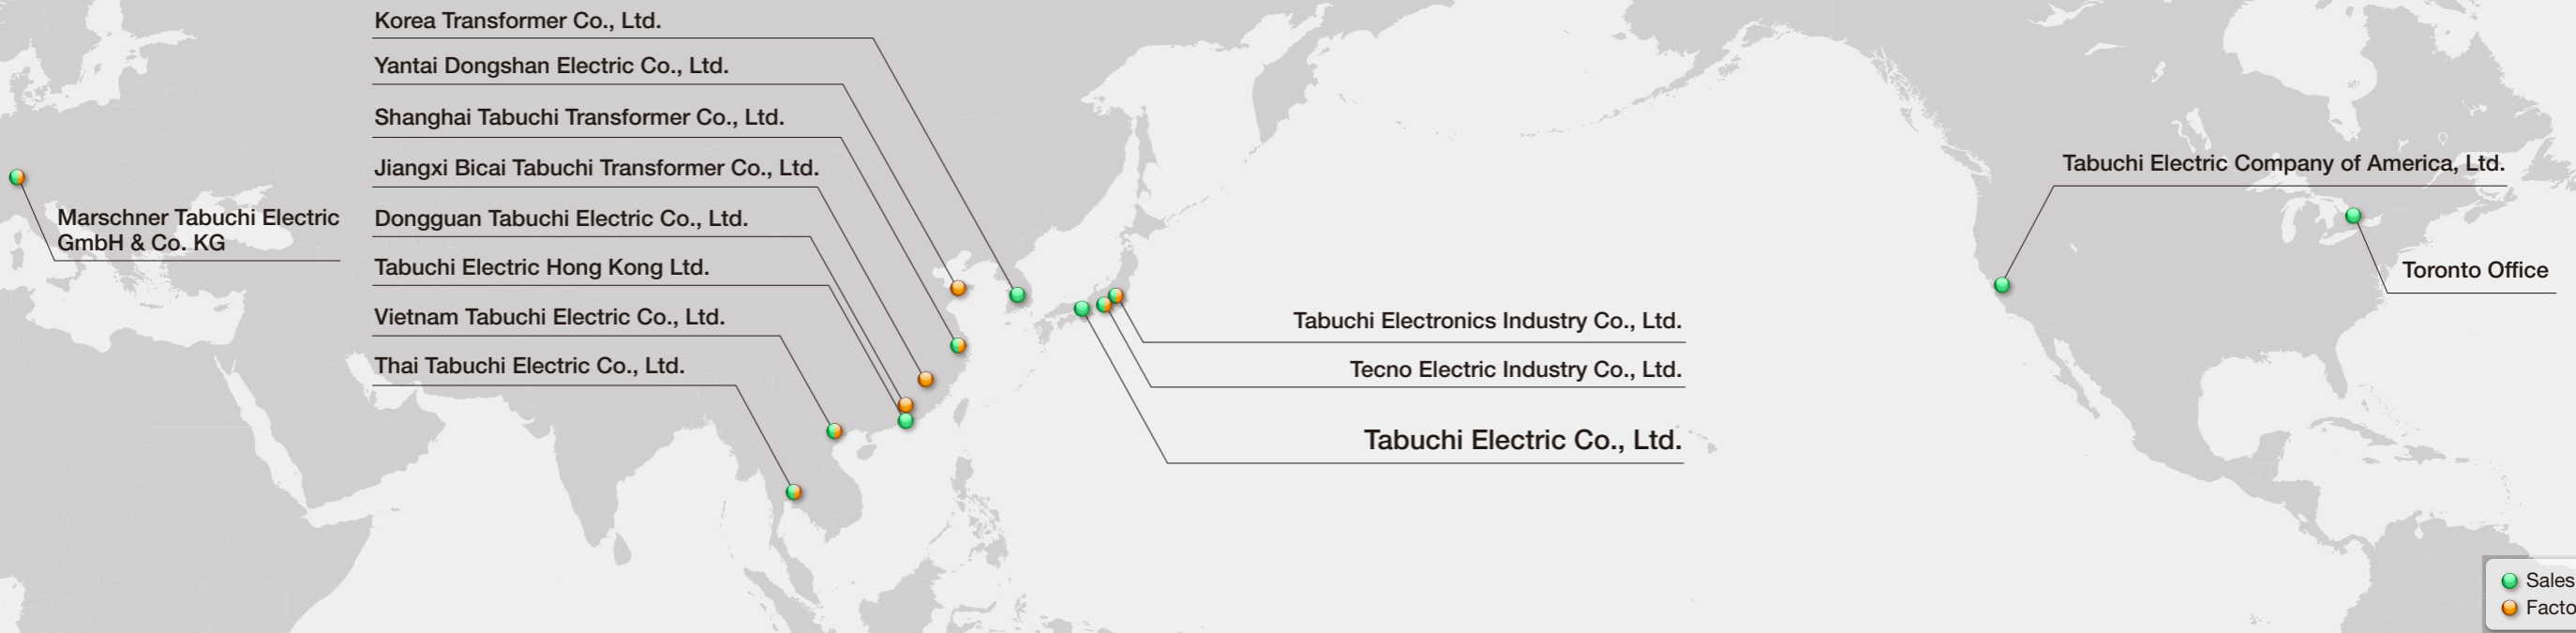 Korea Transformer Co., Ltd.
Yantai Dongshan Electric Co., Ltd.
Shanghai Tabuchi Transformer Co., Ltd.
Jiangxi Bicai Tabuchi Transformer Co., Ltd.
Dongguan Tabuchi Electric Co., Ltd.
Tabuchi Electric Hong Kong Ltd.
Vietnam Tabuchi Electric Co., Ltd.
Thai Tabuchi Electric Co., Ltd.
Marschner Tabuchi Electric
GmbH & Co. KG
Tabuchi Electronics Industry Co., Ltd.
Tecno Electric Industry Co., Ltd.
Tabuchi Electric Co., Ltd.
Tabuchi Electric Company of America, Ltd.
Toronto Office
Sales
Facto